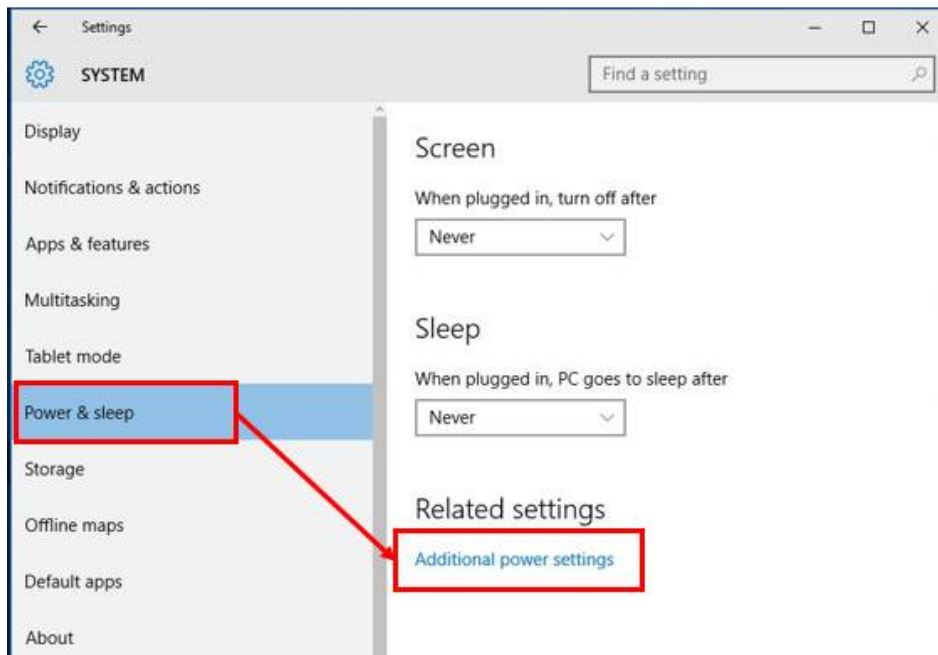 Settings
SYSTEM
Find a setting
Display
Notifications & actions
Apps & features
Multitasking
Tablet mode
Power & sleep
Storage
Offline maps
Default apps
About
Screen
When plugged in, turn off after
Never
Sleep
When plugged in, PC goes to sleep after
Never
Related settings
Additional power settings